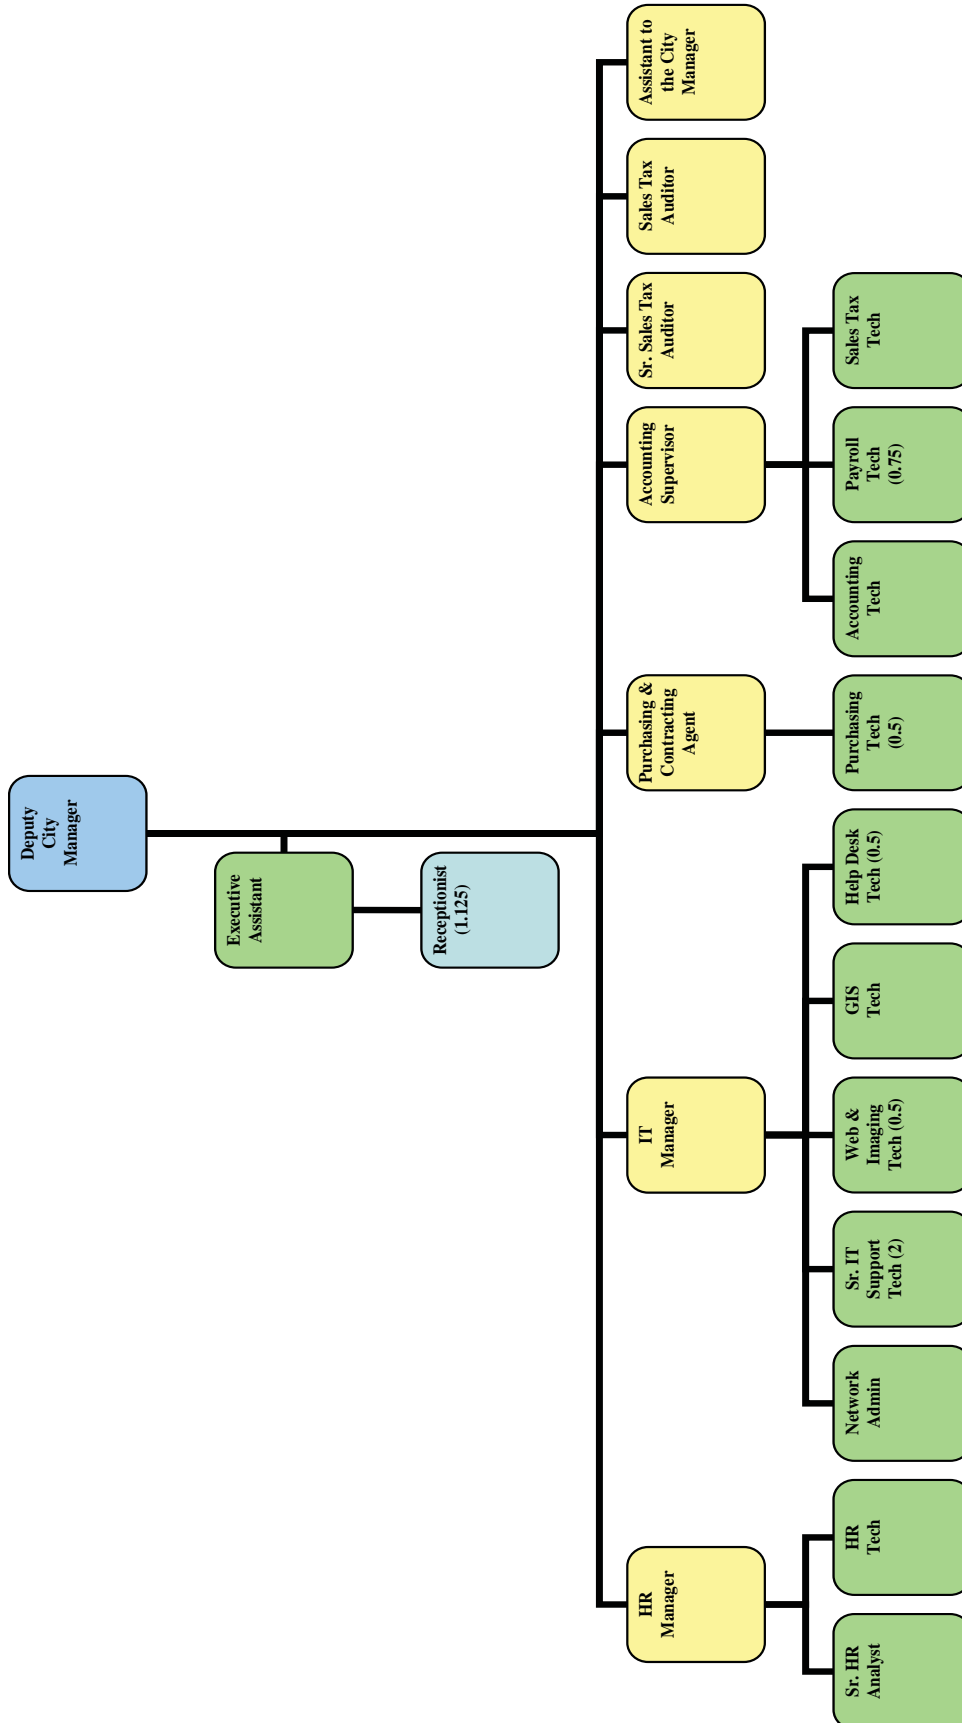 Deputy
City
Manager
Executive
Assistant
Receptionist
(1.125)
HR
Manager
IT
Manager
Purchasing &
Contracting
Agent
Accounting
Supervisor
Sr. Sales Tax
Auditor
Sales Tax
Auditor
Assistant to
the City
Manager
Sr. HR
Analyst
HR
Tech
Network
Admin
Sr. IT
Support
Tech (2)
Web &
Imaging
Tech (0.5)
GIS
Tech
Help Desk
Tech (0.5)
Purchasing
Tech
(0.5)
Accounting
Tech
Payroll
Tech
(0.75)
Sales Tax
Tech